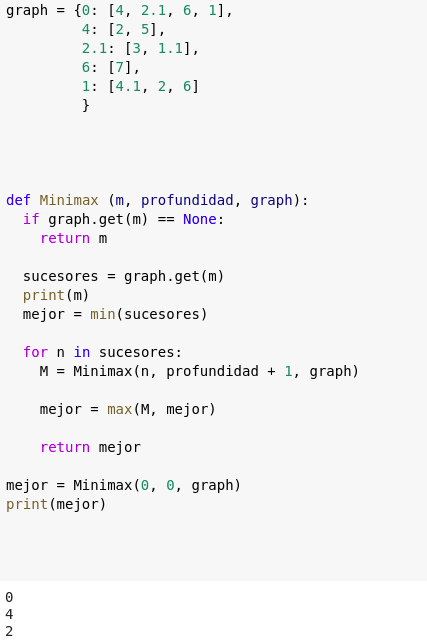 graph = {0: [4, 2.1, 6, 1],
         4: [2, 5],
         2.1: [3, 1.1],
         6: [7],
         1: [4.1, 2, 6]
         }
def Minimax (m, profundidad, graph):
  if graph.get(m) == None:
    return m
  sucesores = graph.get(m)
  print(m)
  mejor = min(sucesores)
  for n in sucesores:
    M = Minimax(n, profundidad + 1, graph)
    mejor = max(M, mejor)
    return mejor
mejor = Minimax(0, 0, graph)
print(mejor)
0
4
2